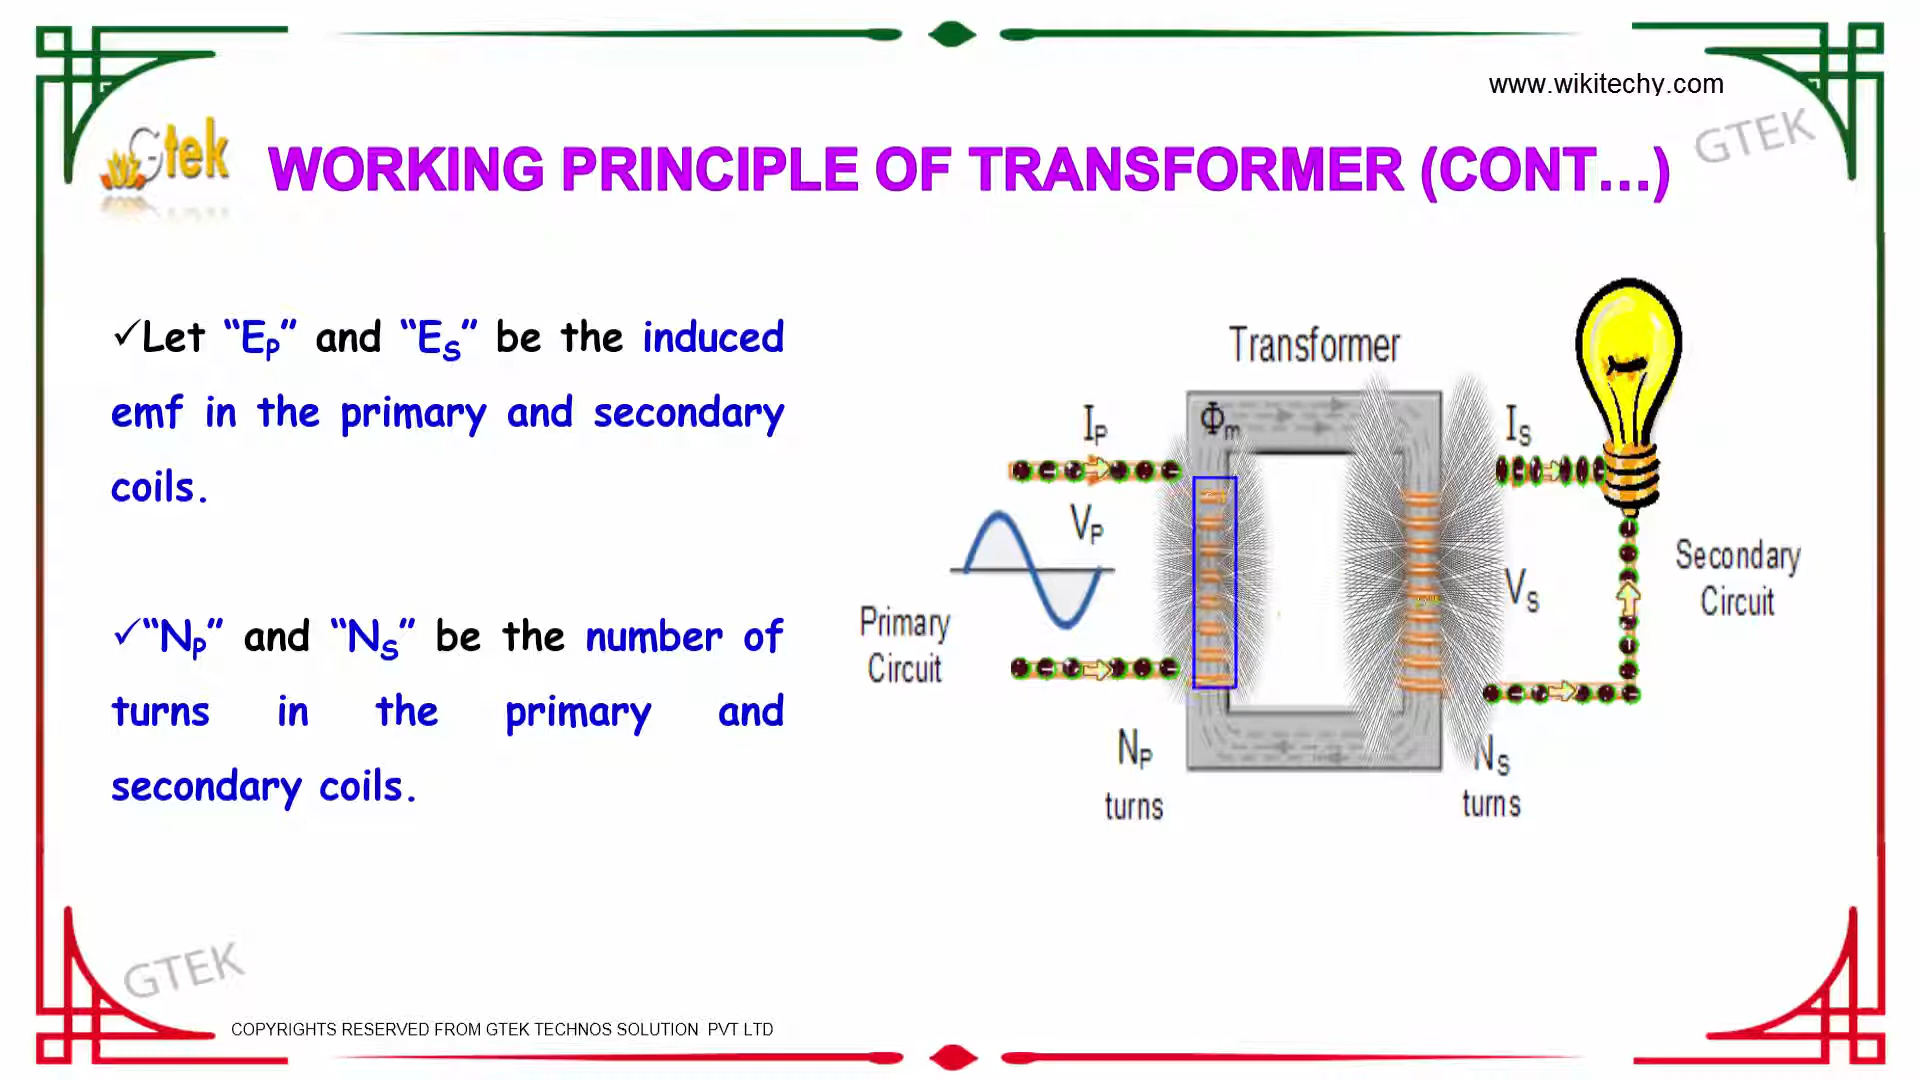 www.wikitechy.com
GTEK
Gtek
WORKING PRINCIPLE OF TRANSFORMER (CONT...)
✓Let “EP” and “ES” be the induced
emf in the primary and secondary
coils.
✓“NP” and “NS” be the number of
turns in the primary and
secondary coils.
Transformer
Φm
IP
IS
VP
VS
Primary
Circuit
Secondary
Circuit
NP
turns
NS
turns
GTEK
COPYRIGHTS RESERVED FROM GTEK TECHNOS SOLUTION PVT LTD